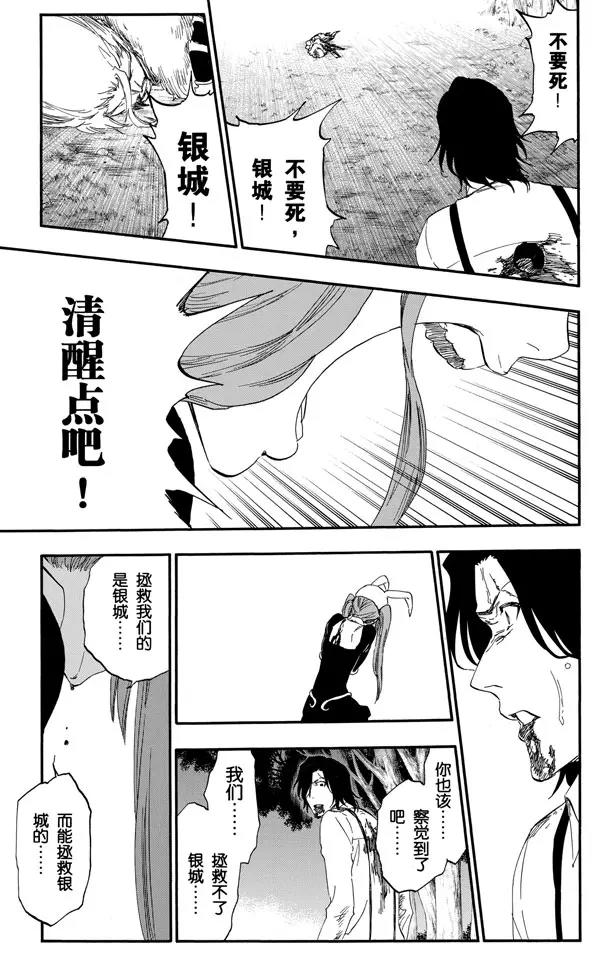 不要死！
不要死，
银城！
银城！
清醒点吧！
你也该……
察觉到了
吧……
我们……
拯救不了
银城……
拯救我们的
是银城……
而能拯救银
城的……